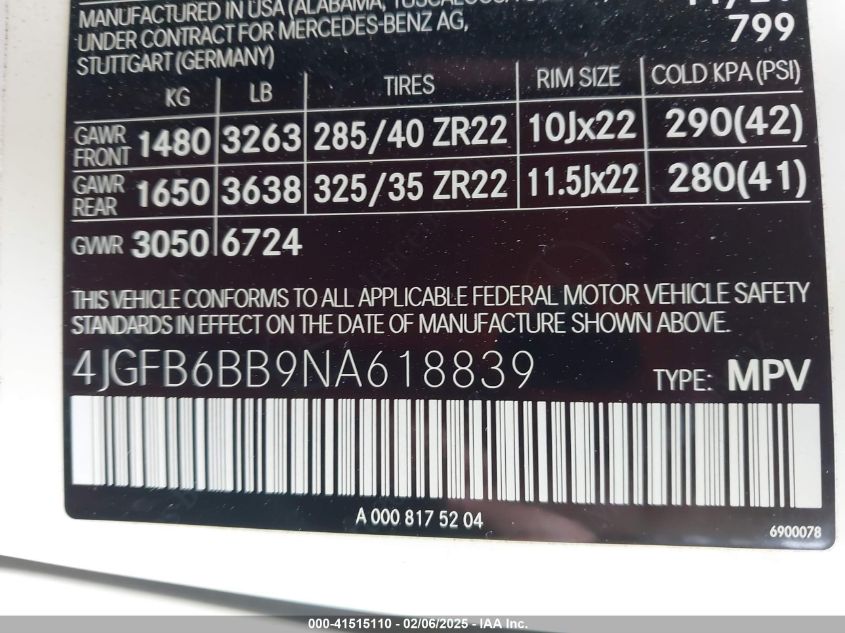 MANUFACTURED IN USA (ALABAMA, TUSCALOOSA
UNDER CONTRACT FOR MERCEDES-BENZ AG, 799
STUTTGART (GERMANY)
KG LB TIRES RIM SIZE COLD KPA (PSI)
GAWR FRONT 1480 3263 285/40 ZR22 10Jx22 290(42)
GAWR REAR 1650 3638 325/35 ZR22 11.5Jx22 280(41)
GVWR 3050 6724
THIS VEHICLE CONFORMS TO ALL APPLICABLE FEDERAL MOTOR VEHICLE SAFETY
STANDARDS IN EFFECT ON THE DATE OF MANUFACTURE SHOWN ABOVE.
4JGFB6BB9NA618839 TYPE: MPV
A 000 817 52 04
6900078
000-41515110 - 02/06/2025 - IAA Inc.